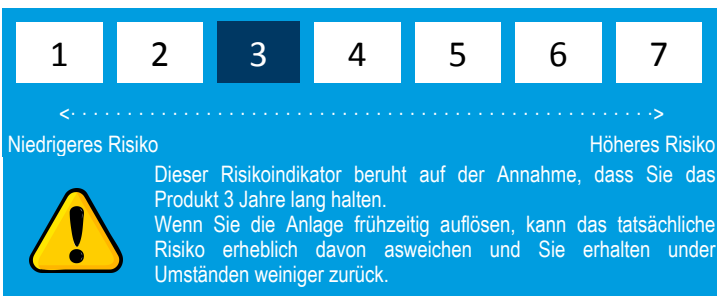 1 2 3 4 5 6 7
<· · · · · · · · · · · · · · · · · · · · · · · · · · · · · · · · · · · · · · · · · · · · · · · · · · · ·>
Niedrigeres Risiko Höheres Risiko
Dieser Risikoindikator beruht auf der Annahme, dass Sie das
Produkt 3 Jahre lang halten.
Wenn Sie die Anlage frühzeitig auflösen, kann das tatsächliche
Risiko erheblich davon asweichen und Sie erhalten under
Umständen weiniger zurück.